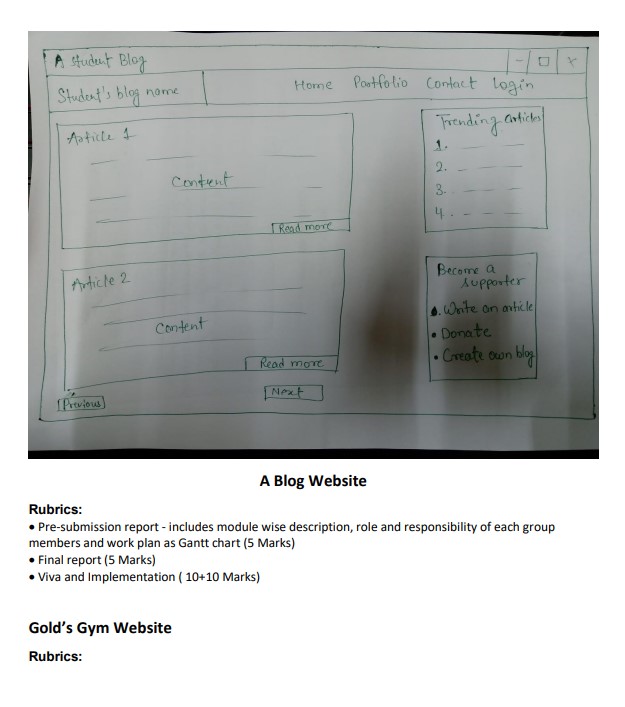 A Student Blog
- □ x
Student's blog name
Home Portfolio Contact Login
Article 1
Content
Read more
Trending Articles
1.
2.
3.
4.
Article 2
Content
Read more
Become a
supporter
• Write an article
• Donate
• Create own blog
Previous
Next
A Blog Website
Rubrics:
• Pre-submission report - includes module wise description, role and responsibility of each group
members and work plan as Gantt chart (5 Marks)
• Final report (5 Marks)
• Viva and Implementation ( 10+10 Marks)
Gold's Gym Website
Rubrics: